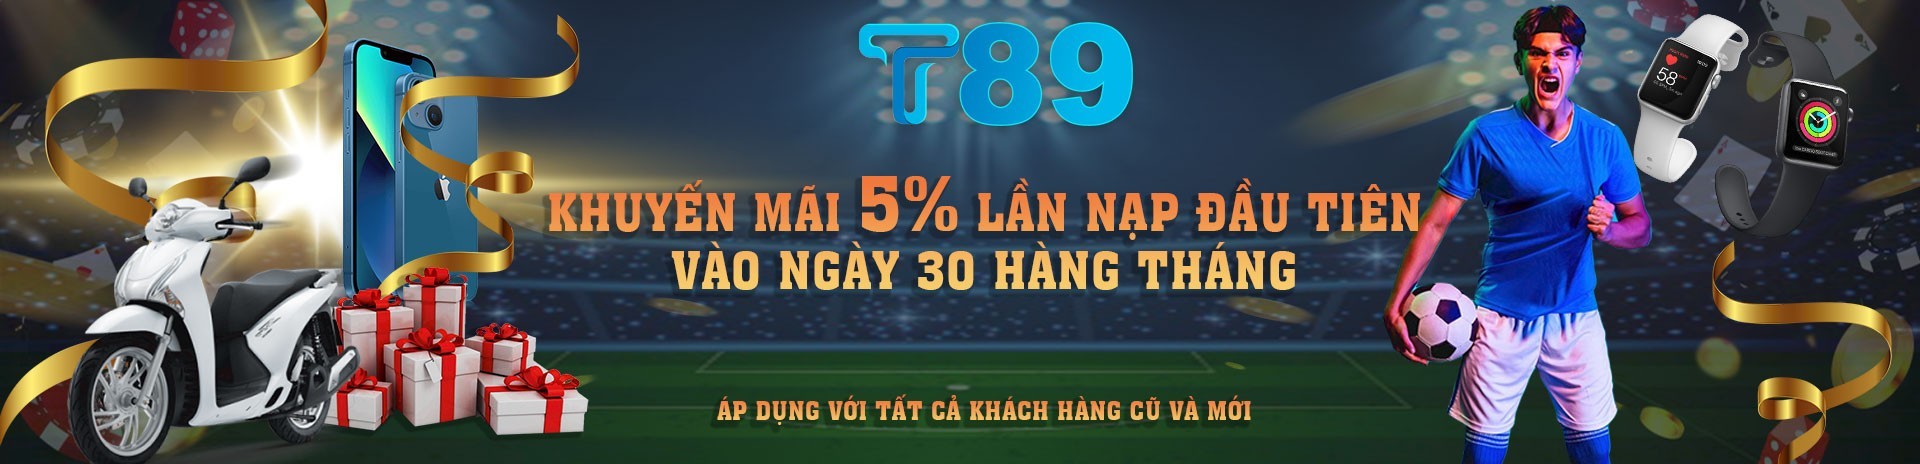 T89
KHUYẾN MÃI 5% LẦN NẠP ĐẦU TIÊN
VÀO NGÀY 30 HÀNG THÁNG
ÁP DỤNG VỚI TẤT CẢ KHÁCH HÀNG CŨ VÀ MỚI
58